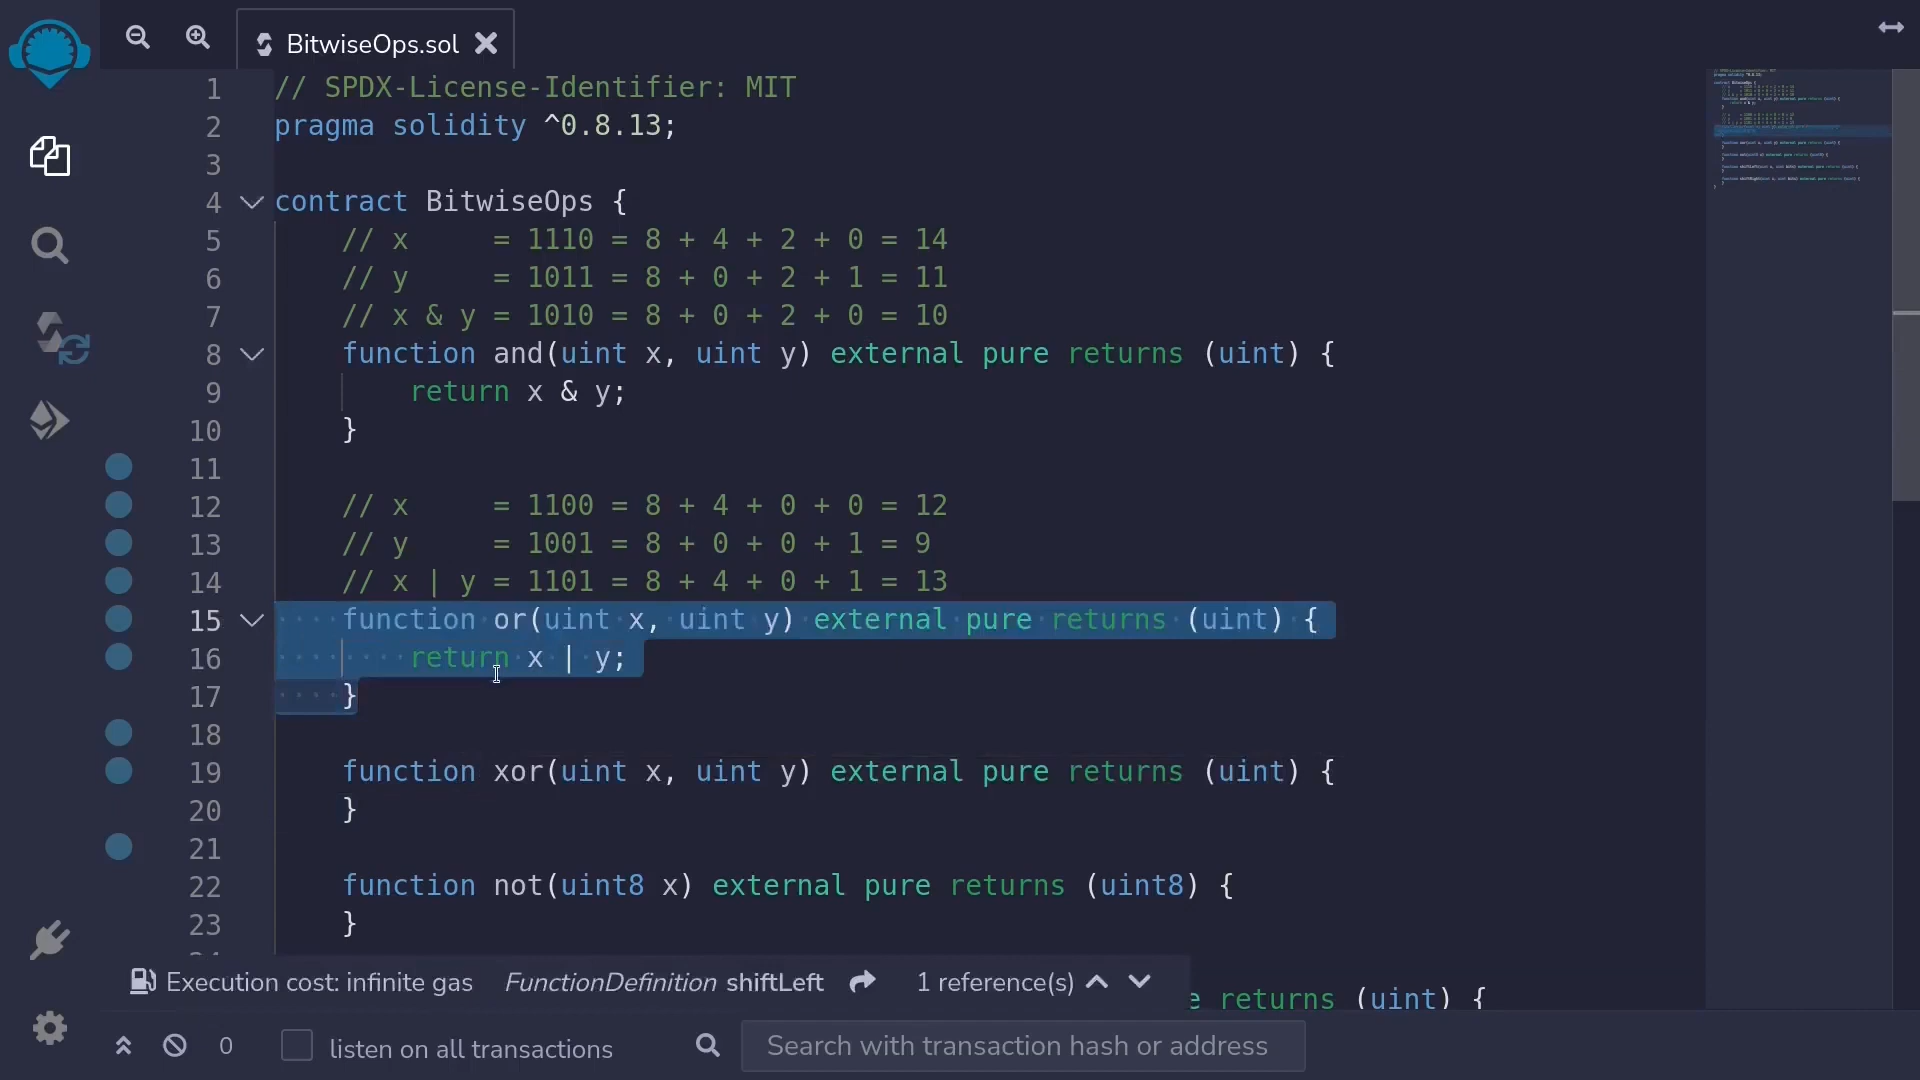 BitwiseOps.sol
1 // SPDX-License-Identifier: MIT
2 pragma solidity ^0.8.13;
3
4 contract BitwiseOps {
5 // x     = 1110 = 8 + 4 + 2 + 0 = 14
6 // y     = 1011 = 8 + 0 + 2 + 1 = 11
7 // x & y = 1010 = 8 + 0 + 2 + 0 = 10
8 function and(uint x, uint y) external pure returns (uint) {
9 return x & y;
10 }
11
12 // x     = 1100 = 8 + 4 + 0 + 0 = 12
13 // y     = 1001 = 8 + 0 + 0 + 1 = 9
14 // x | y = 1101 = 8 + 4 + 0 + 1 = 13
15 function or(uint x, uint y) external pure returns (uint) {
16 return x | y;
17 }
18
19 function xor(uint x, uint y) external pure returns (uint) {
20 }
21
22 function not(uint8 x) external pure returns (uint8) {
23 }
Execution cost: infinite gas FunctionDefinition shiftLeft 1 reference(s)
returns (uint) {
0 listen on all transactions Search with transaction hash or address